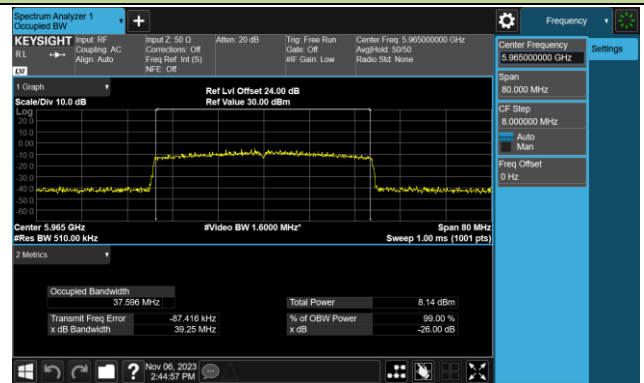 Spectrum Analyzer 1
Occupied BW
Frequency
KEYSIGHT
RL
LXI
Input: RF
Coupling: AC
Align: Auto
Input Z: 50 Ω
Corrections: Off
Freq Ref: Int (S)
NFE: Off
Atten: 20 dB
Trig: Free Run
Gate: Off
#IF Gain: Low
Center Freq: 5.965000000 GHz
Avg|Hold: 50/50
Radio Std: None
Center Frequency
5.965000000 GHz
Settings
Span
80.000 MHz
CF Step
8.000000 MHz
Auto
Man
Freq Offset
0 Hz
1 Graph
Scale/Div 10.0 dB
Ref Lvl Offset 24.00 dB
Ref Value 30.00 dBm
Log
20.0
10.0
0.00
-10.0
-20.0
-30.0
-40.0
-50.0
-60.0
Center 5.965 GHz
#Res BW 510.00 kHz
#Video BW 1.6000 MHz*
Span 80 MHz
Sweep 1.00 ms (1001 pts)
2 Metrics
Occupied Bandwidth
37.596 MHz
Total Power 8.14 dBm
Transmit Freq Error -87.416 kHz
% of OBW Power 99.00 %
x dB Bandwidth 39.25 MHz
x dB -26.00 dB
?
Nov 06, 2023
2:44:57 PM